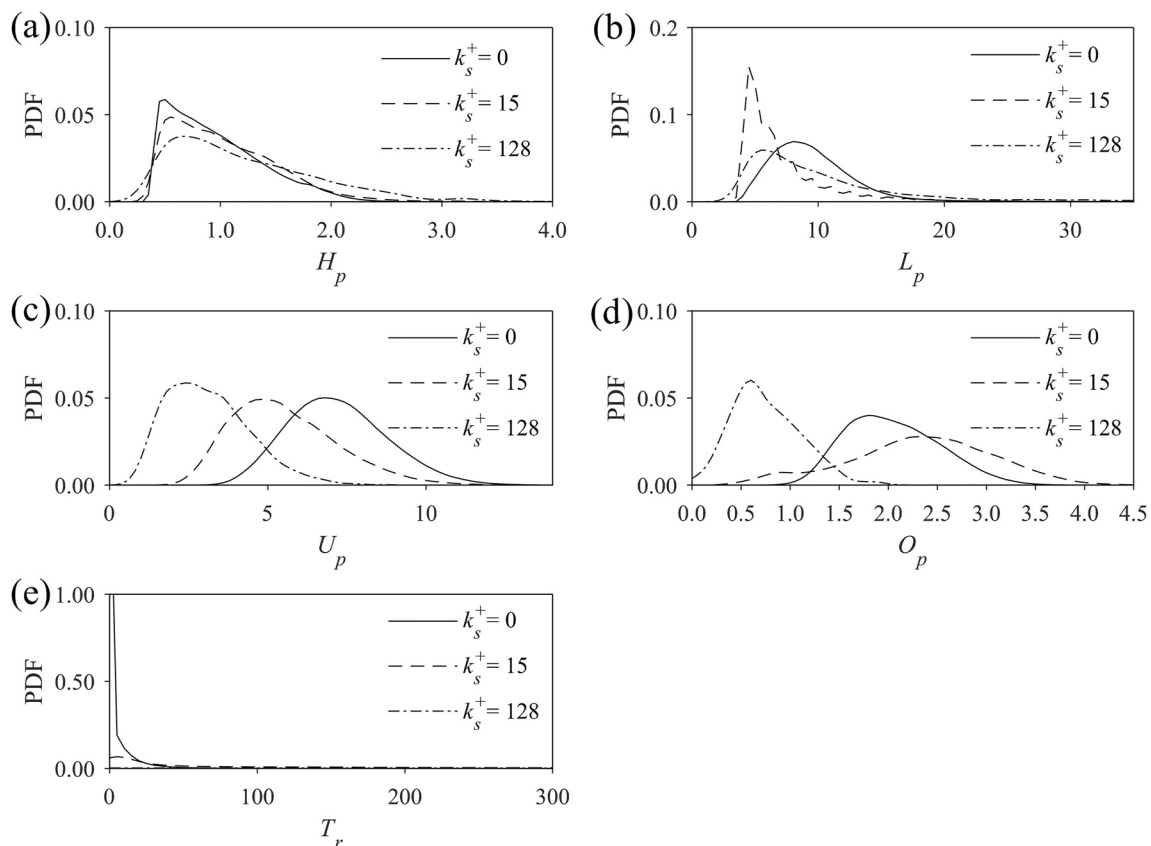 (a)
0.10
0.05
0.00
PDF
k_s^+ = 0
k_s^+ = 15
k_s^+ = 128
0.0 1.0 2.0 3.0 4.0
H_p
(b)
0.2
0.1
0.0
PDF
k_s^+ = 0
k_s^+ = 15
k_s^+ = 128
0 10 20 30
L_p
(c)
0.10
0.05
0.00
PDF
k_s^+ = 0
k_s^+ = 15
k_s^+ = 128
0 5 10
U_p
(d)
0.10
0.05
0.00
PDF
k_s^+ = 0
k_s^+ = 15
k_s^+ = 128
0.0 0.5 1.0 1.5 2.0 2.5 3.0 3.5 4.0 4.5
O_p
(e)
1.00
0.50
0.00
PDF
k_s^+ = 0
k_s^+ = 15
k_s^+ = 128
0 100 200 300
T_r